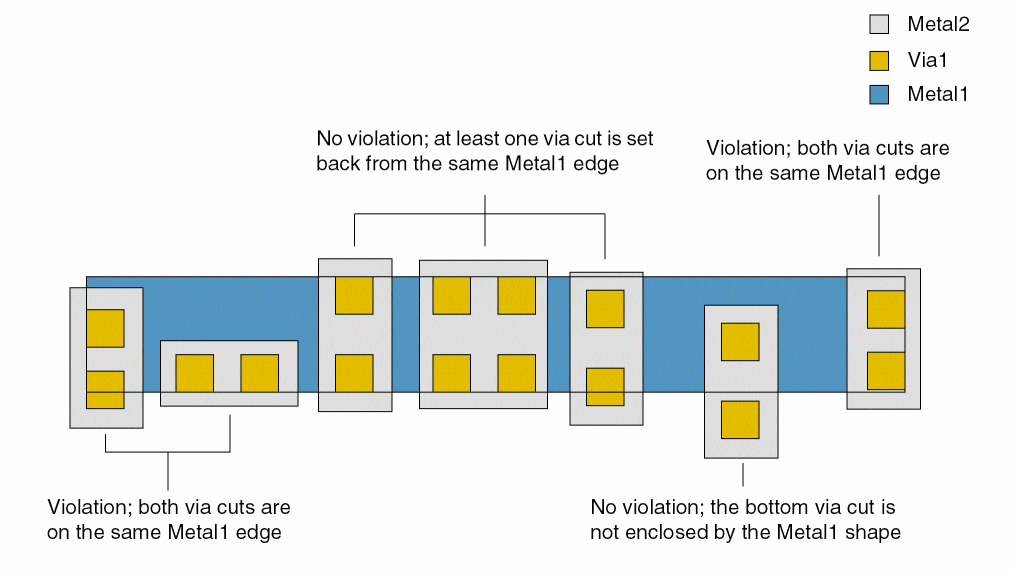 Metal2
Via1
Metal1
No violation; at least one via cut is set
back from the same Metal1 edge
Violation; both via cuts are
on the same Metal1 edge
Violation; both via cuts are
on the same Metal1 edge
No violation; the bottom via cut is
not enclosed by the Metal1 shape